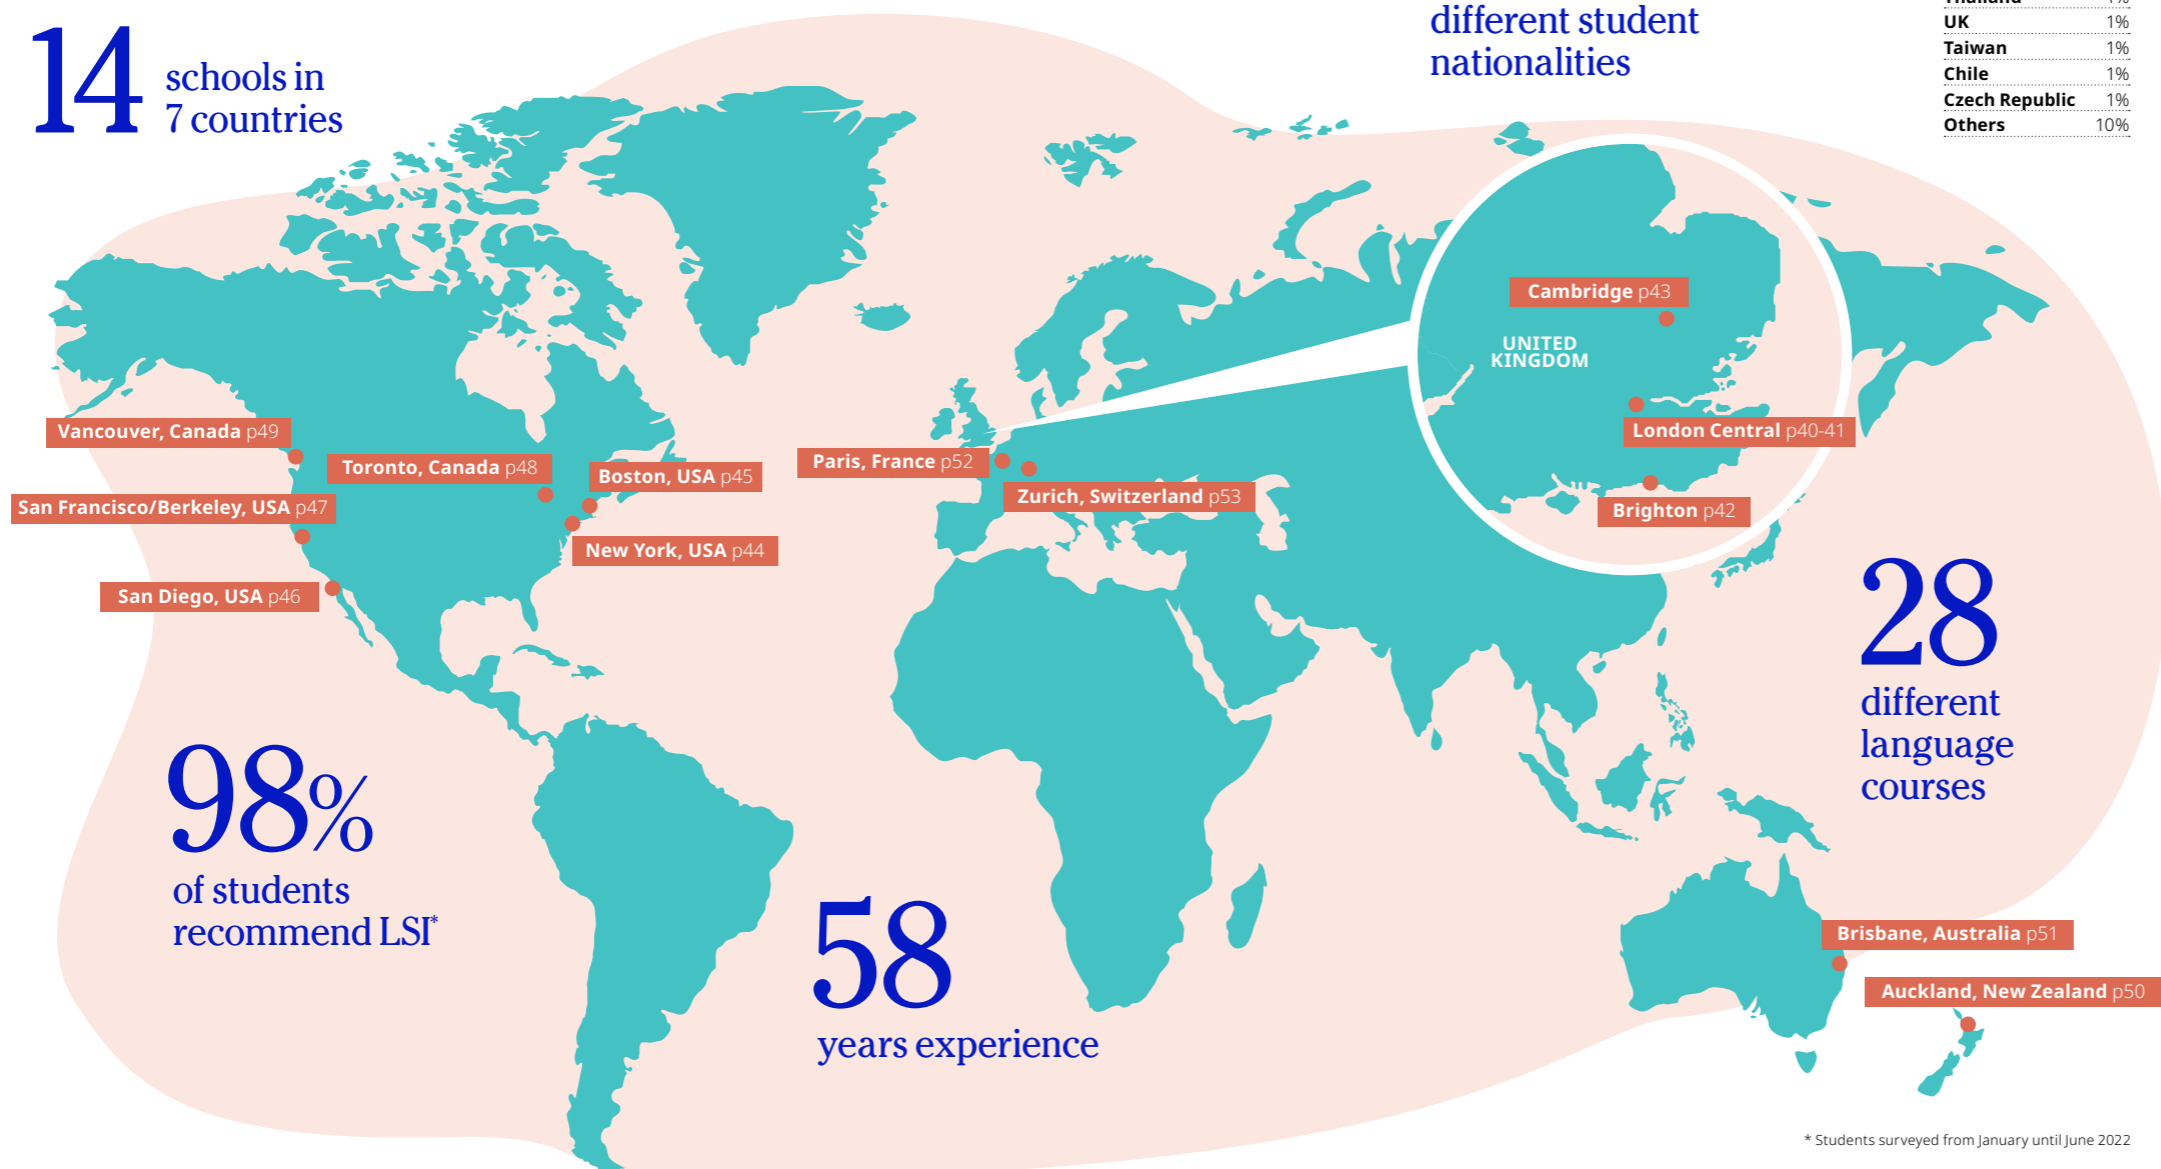 14
schools in
7 countries
different student
nationalities
Thailand 1%
UK 1%
Taiwan 1%
Chile 1%
Czech Republic 1%
Others 10%
Cambridge p43
UNITED
KINGDOM
London Central p40-41
Brighton p42
Vancouver, Canada p49
Toronto, Canada p48
Boston, USA p45
San Francisco/Berkeley, USA p47
New York, USA p44
San Diego, USA p46
Paris, France p52
Zurich, Switzerland p53
28
different
language
courses
98%
of students
recommend LSI*
58
years experience
Brisbane, Australia p51
Auckland, New Zealand p50
* Students surveyed from January until June 2022